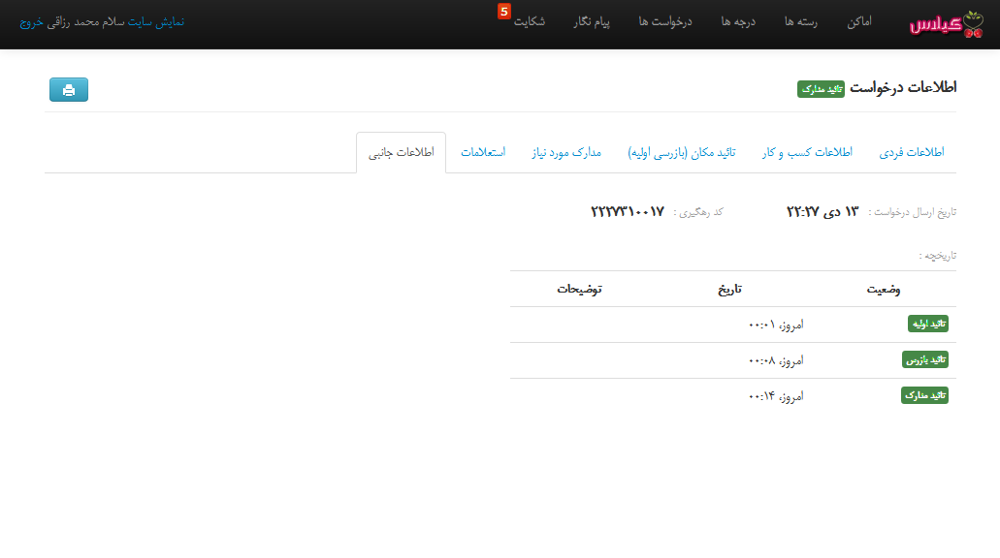 گیلاس اماکن رسته ها درجه ها درخواست ها پیام نگار شکایت 5 نمایش سایت سلام محمد رزاقی خروج
اطلاعات درخواست تائید مدارک
اطلاعات فردی اطلاعات کسب و کار تائید مکان (بازرسی اولیه) مدارک مورد نیاز استعلامات اطلاعات جانبی
تاریخ ارسال درخواست : ۱۳ دی ۲۲:۲۷ کد رهگیری : ۲۲۲۷۳۱۰۰۱۷
تاریخچه :
وضعیت تاریخ توضیحات
تائید اولیه امروز، ۰۰:۰۱
تائید بازرس امروز، ۰۰:۰۸
تائید مدارک امروز، ۰۰:۱۴